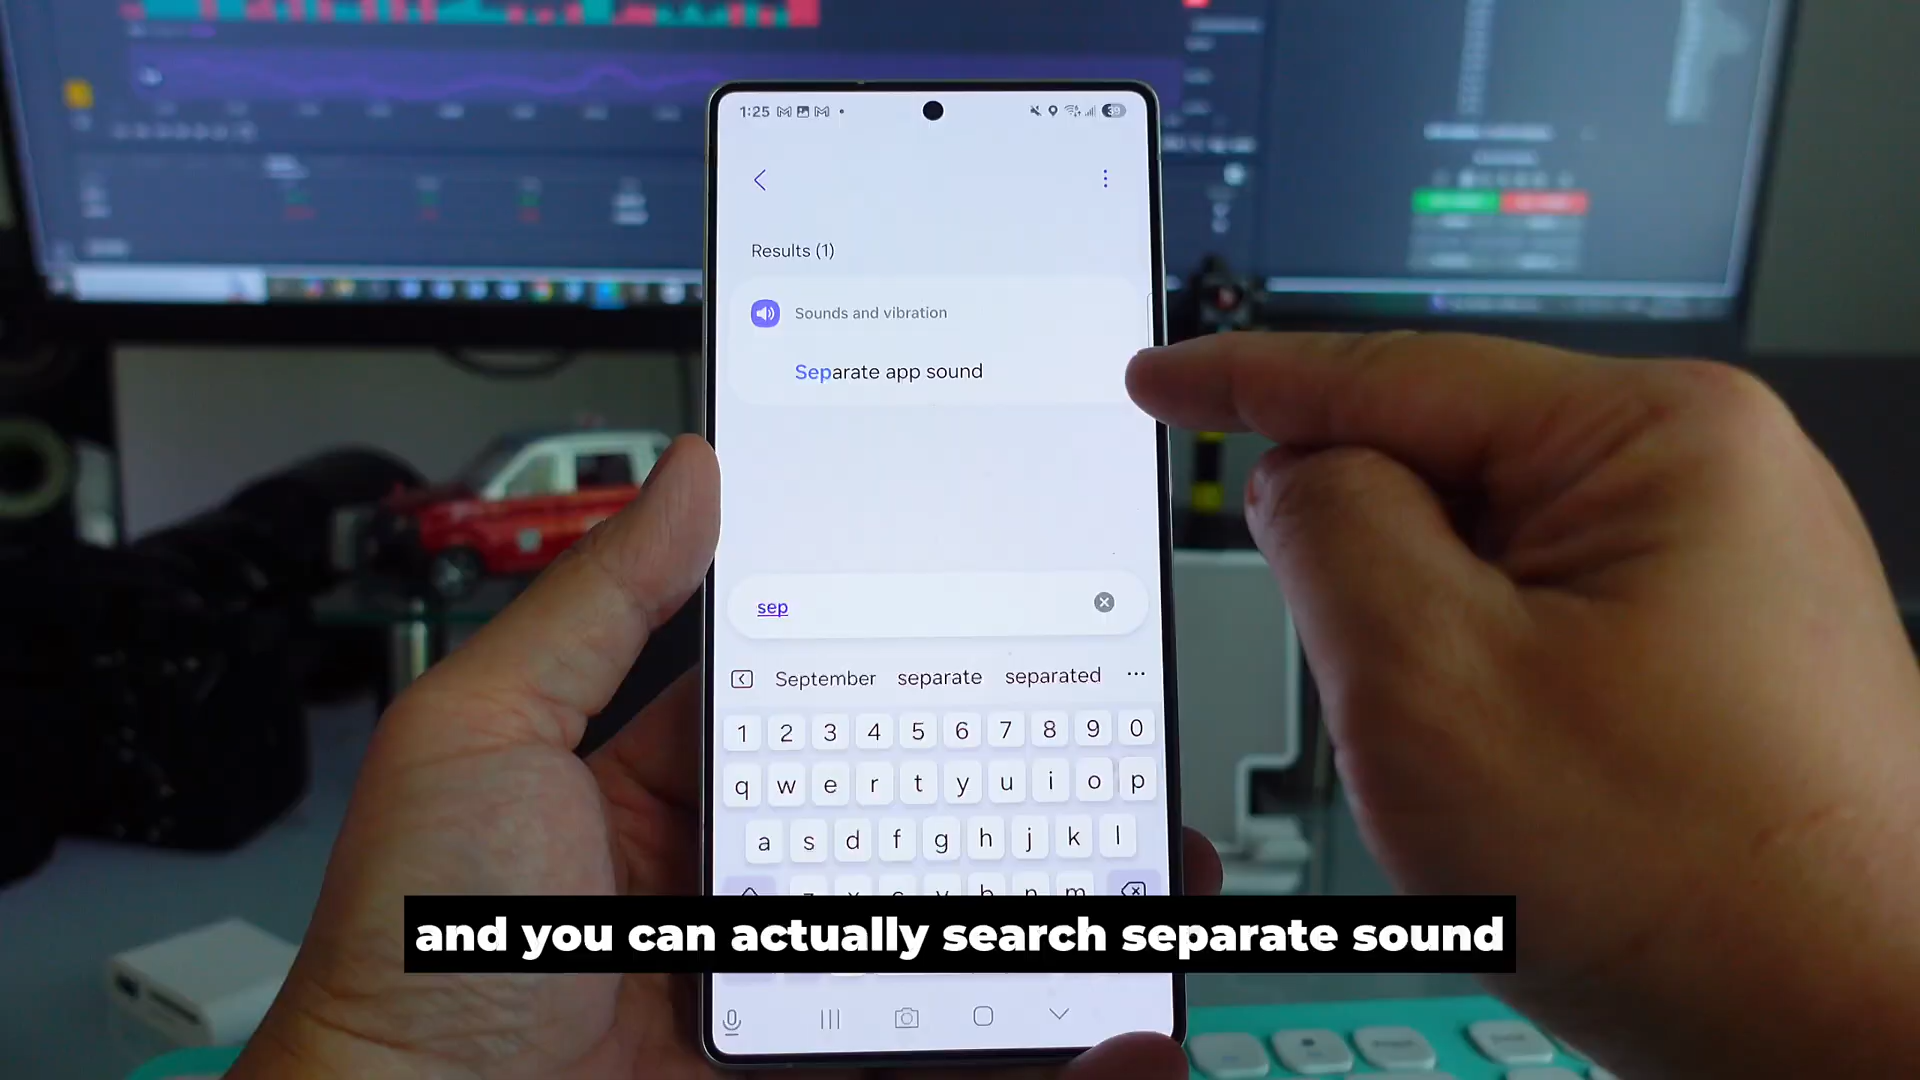 1:25
39
Results (1)
Sounds and vibration
Separate app sound
sep
September separate separated ...
1 2 3 4 5 6 7 8 9 0
q w e r t y u i o p
a s d f g h j k l
z x c v b n m
and you can actually search separate sound